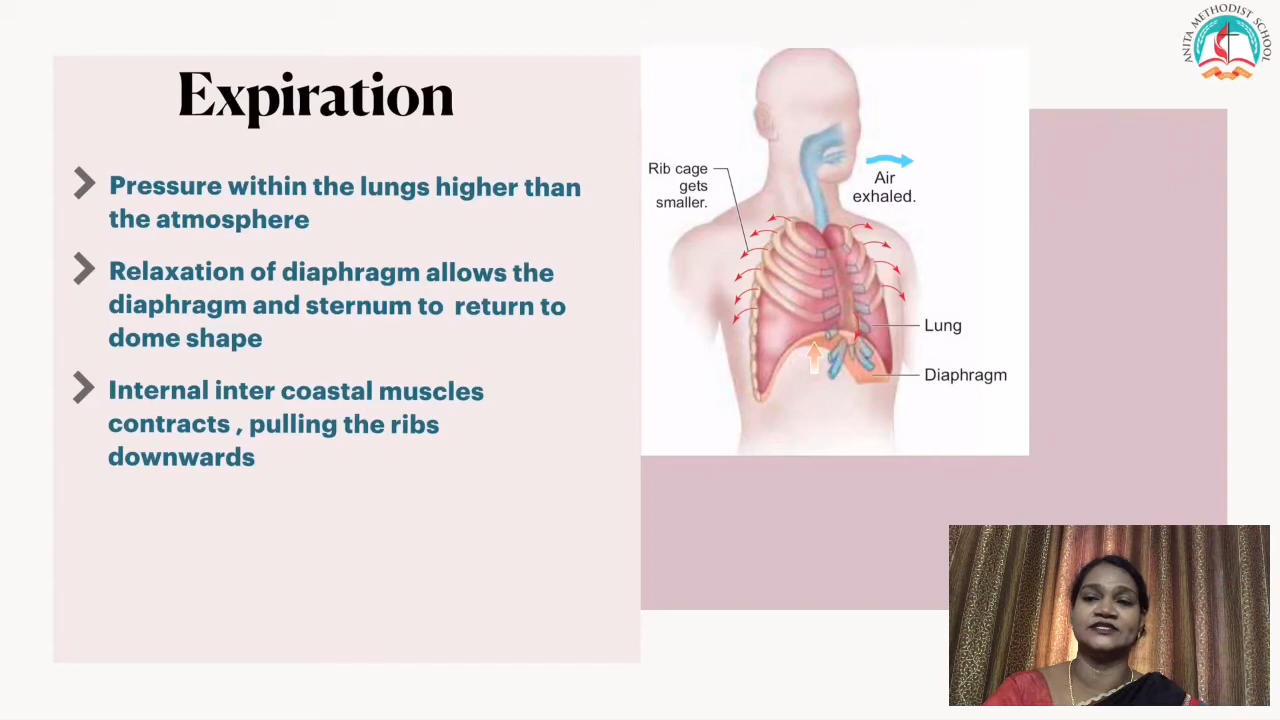 Expiration
Pressure within the lungs higher than
the atmosphere
Relaxation of diaphragm allows the
diaphragm and sternum to return to
dome shape
Internal inter coastal muscles
contracts , pulling the ribs
downwards
Rib cage
gets
smaller.
Air
exhaled.
Lung
Diaphragm
ANITA METHODIST SCHOOL